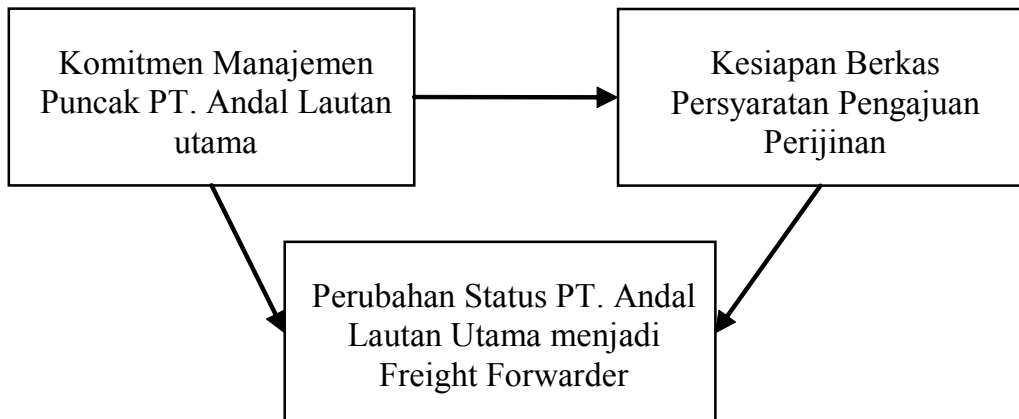 Komitmen Manajemen
Puncak PT. Andal Lautan
utama
Kesiapan Berkas
Persyaratan Pengajuan
Perijinan
Perubahan Status PT. Andal
Lautan Utama menjadi
Freight Forwarder